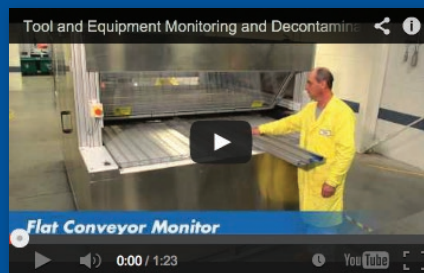 Tool and Equipment Monitoring and Decontamina
Flat Conveyor Monitor
0:00 / 1:23
YouTube